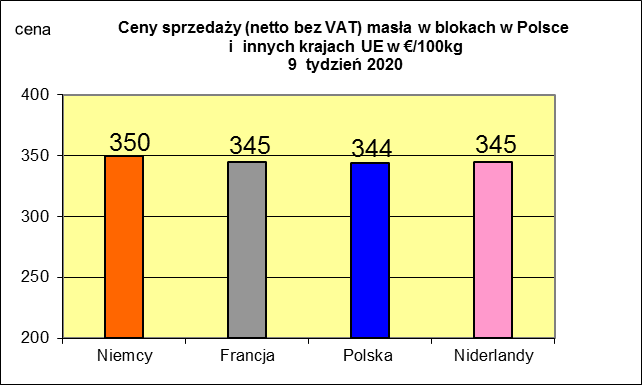 cena
Ceny sprzedaży (netto bez VAT) masła w blokach w Polsce
i innych krajach UE w €/100kg
9 tydzień 2020
400
350
300
250
200
350
345
344
345
Niemcy
Francja
Polska
Niderlandy